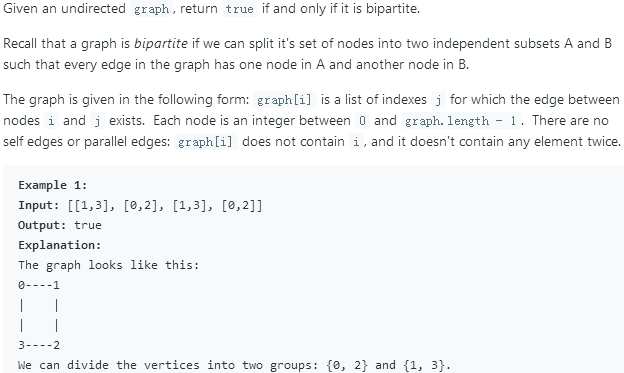 Given an undirected graph, return true if and only if it is bipartite.
Recall that a graph is bipartite if we can split it's set of nodes into two independent subsets A and B
such that every edge in the graph has one node in A and another node in B.
The graph is given in the following form: graph[i] is a list of indexes j for which the edge between
nodes i and j exists. Each node is an integer between 0 and graph.length - 1. There are no
self edges or parallel edges: graph[i] does not contain i, and it doesn't contain any element twice.
Example 1:
Input: [[1,3], [0,2], [1,3], [0,2]]
Output: true
Explanation:
The graph looks like this:
0----1
|    |
|    |
3----2
We can divide the vertices into two groups: {0, 2} and {1, 3}.